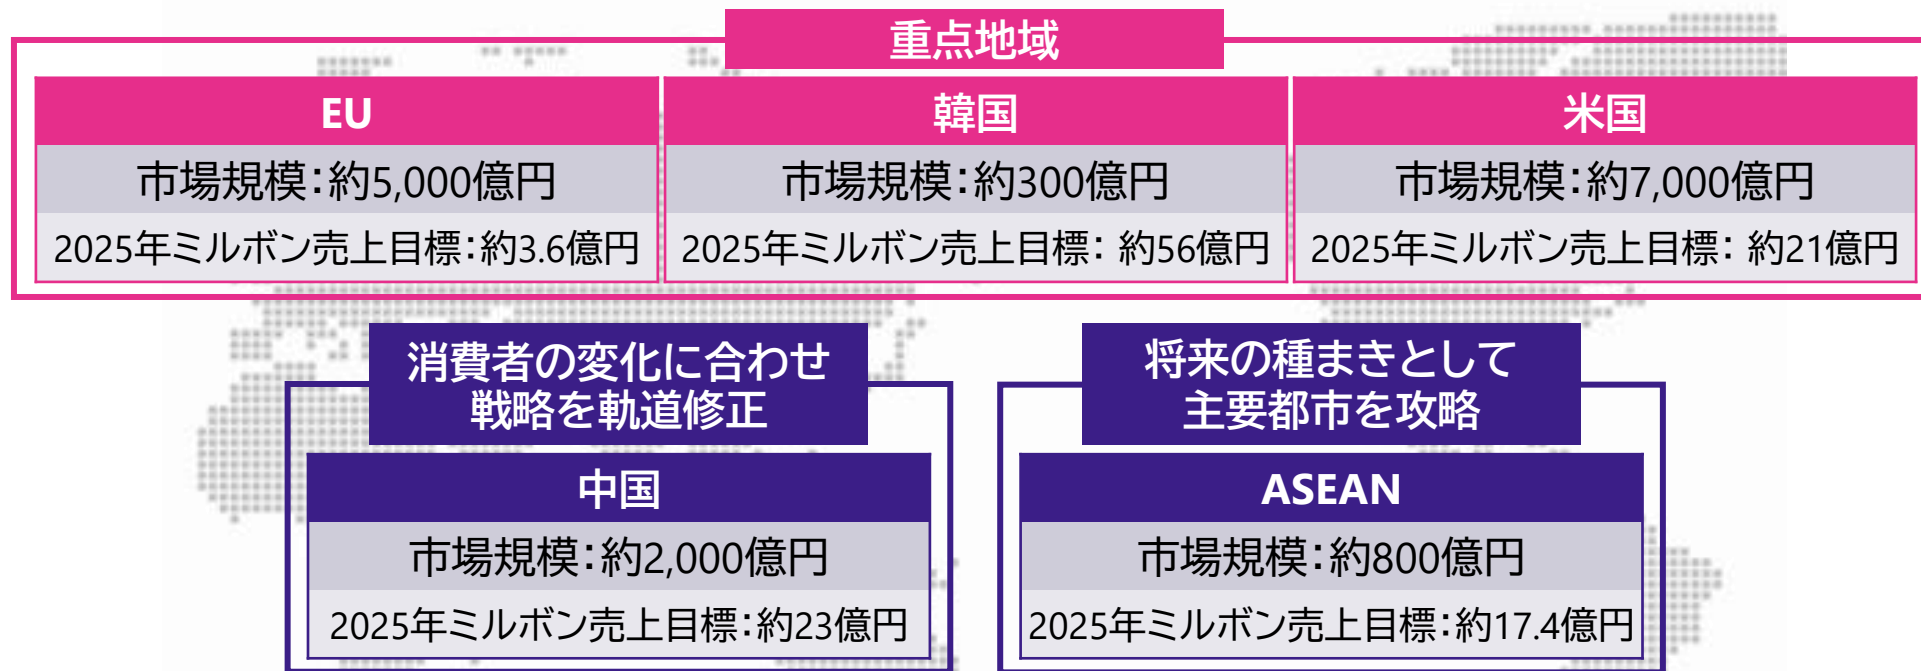 重点地域
EU
市場規模：約5,000億円
2025年ミルボン売上目標：約3.6億円
韓国
市場規模：約300億円
2025年ミルボン売上目標： 約56億円
米国
市場規模：約7,000億円
2025年ミルボン売上目標： 約21億円
消費者の変化に合わせ
戦略を軌道修正
中国
市場規模：約2,000億円
2025年ミルボン売上目標：約23億円
将来の種まきとして
主要都市を攻略
ASEAN
市場規模：約800億円
2025年ミルボン売上目標：約17.4億円